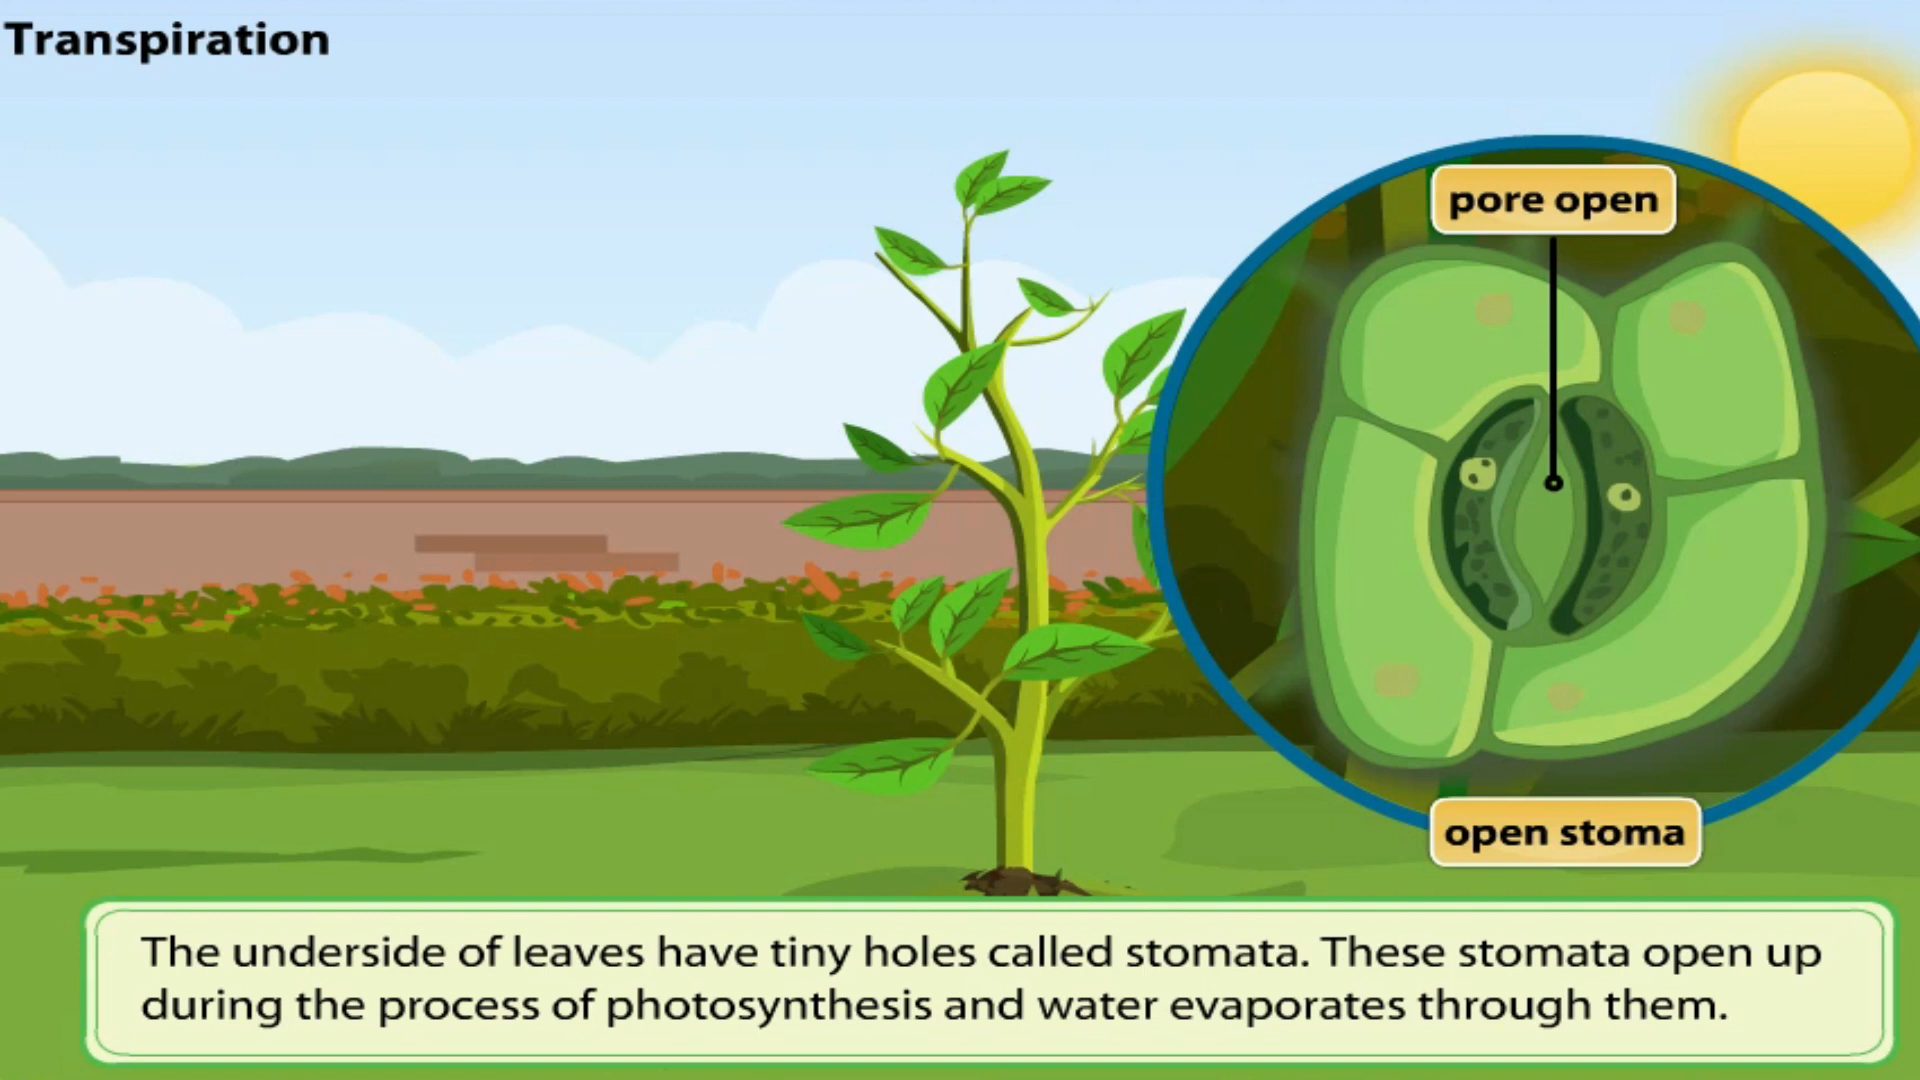 Transpiration
pore open
open stoma
The underside of leaves have tiny holes called stomata. These stomata open up
during the process of photosynthesis and water evaporates through them.